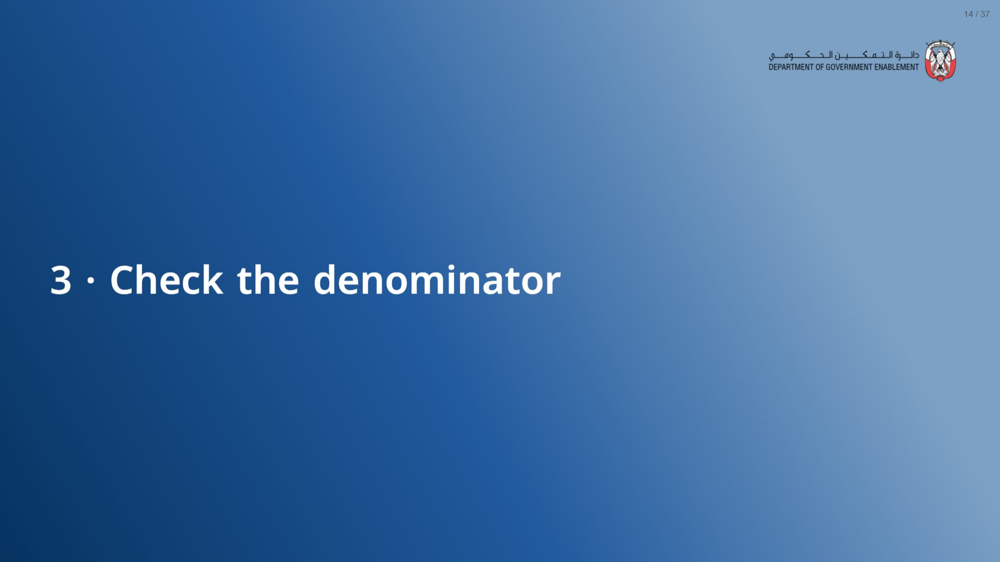 14 / 37
دائرة التمكين الحكومي
DEPARTMENT OF GOVERNMENT ENABLEMENT
3 · Check the denominator